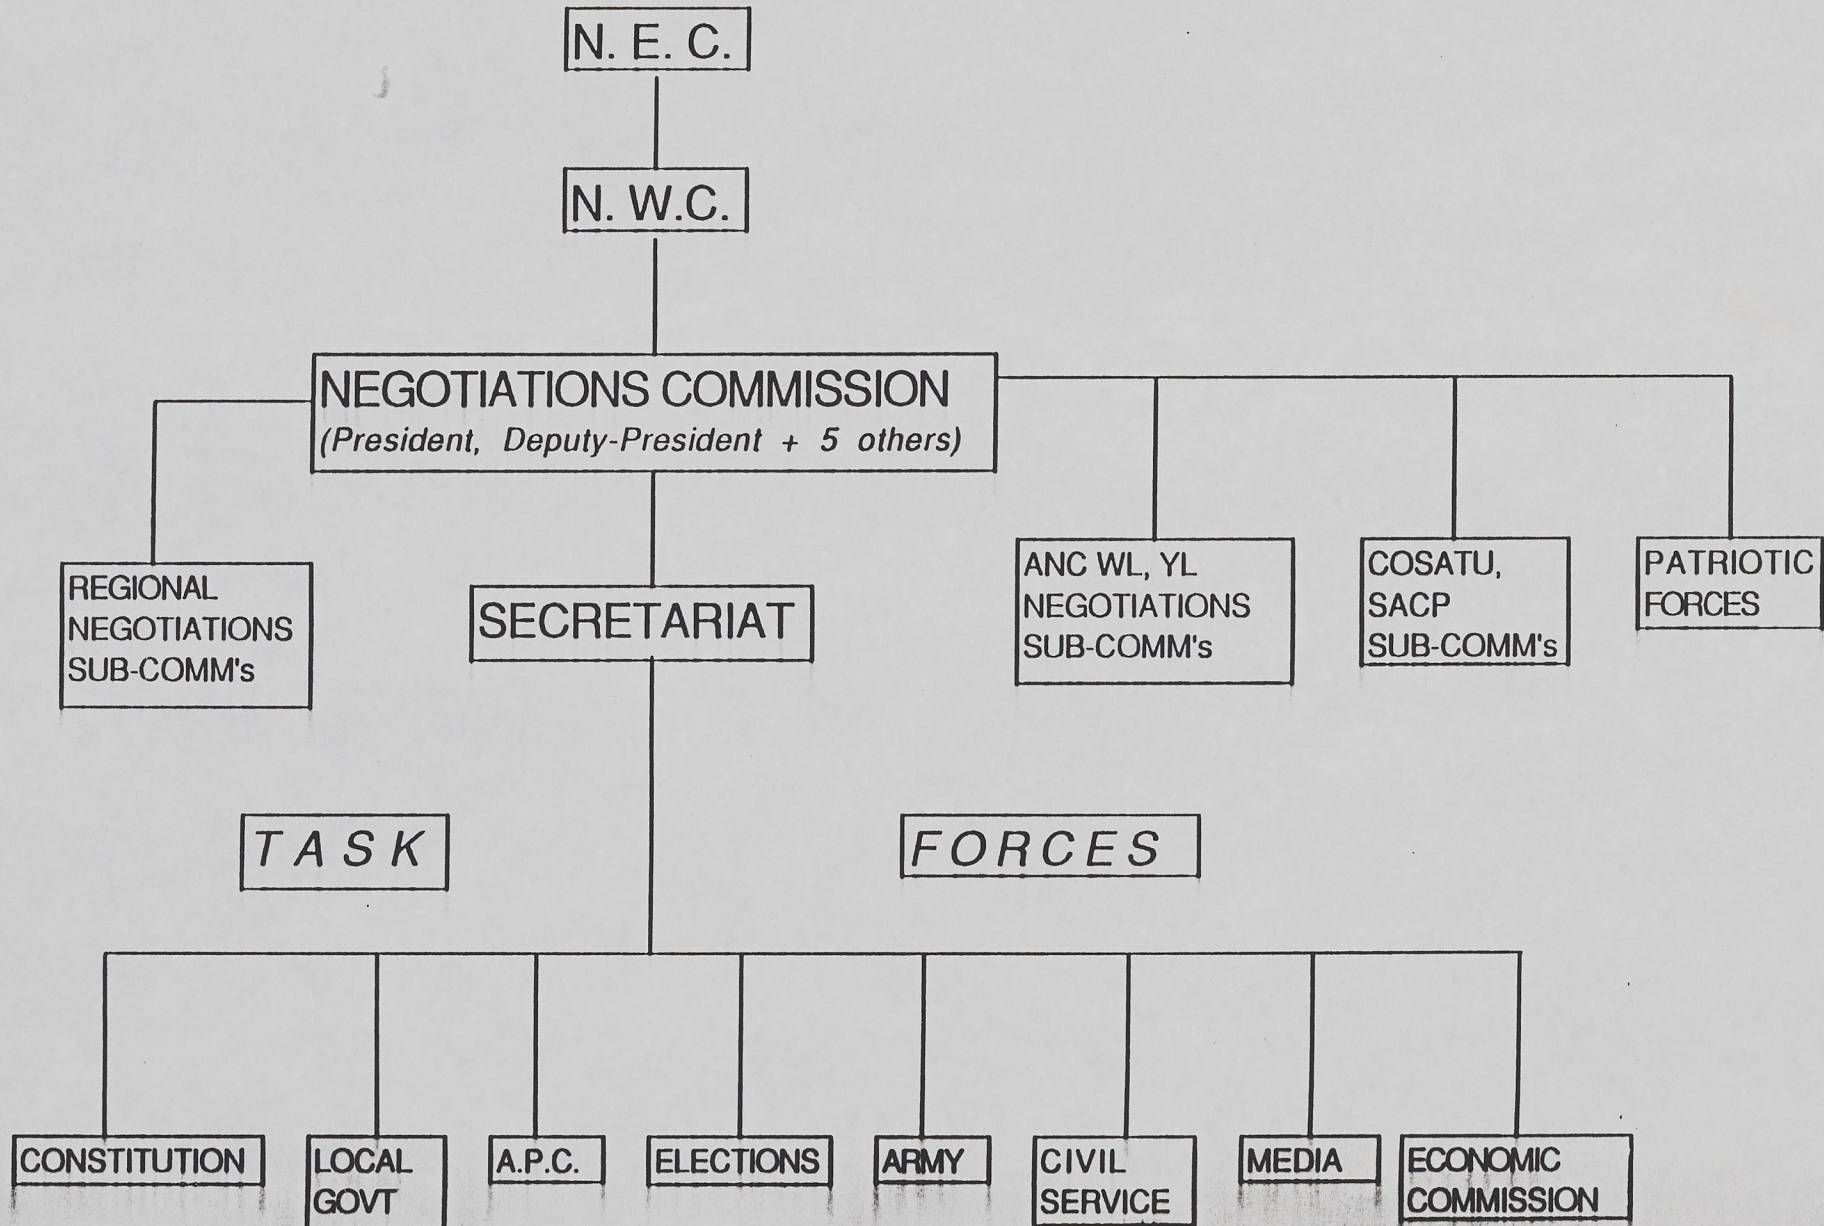 N. E. C.
N. W.C.
NEGOTIATIONS COMMISSION
(President, Deputy-President + 5 others)
REGIONAL
NEGOTIATIONS
SUB-COMM's
SECRETARIAT
ANC WL, YL
NEGOTIATIONS
SUB-COMM's
COSATU,
SACP
SUB-COMM's
PATRIOTIC
FORCES
TASK
FORCES
CONSTITUTION
LOCAL
GOVT
A.P.C.
ELECTIONS
ARMY
CIVIL
SERVICE
MEDIA
ECONOMIC
COMMISSION